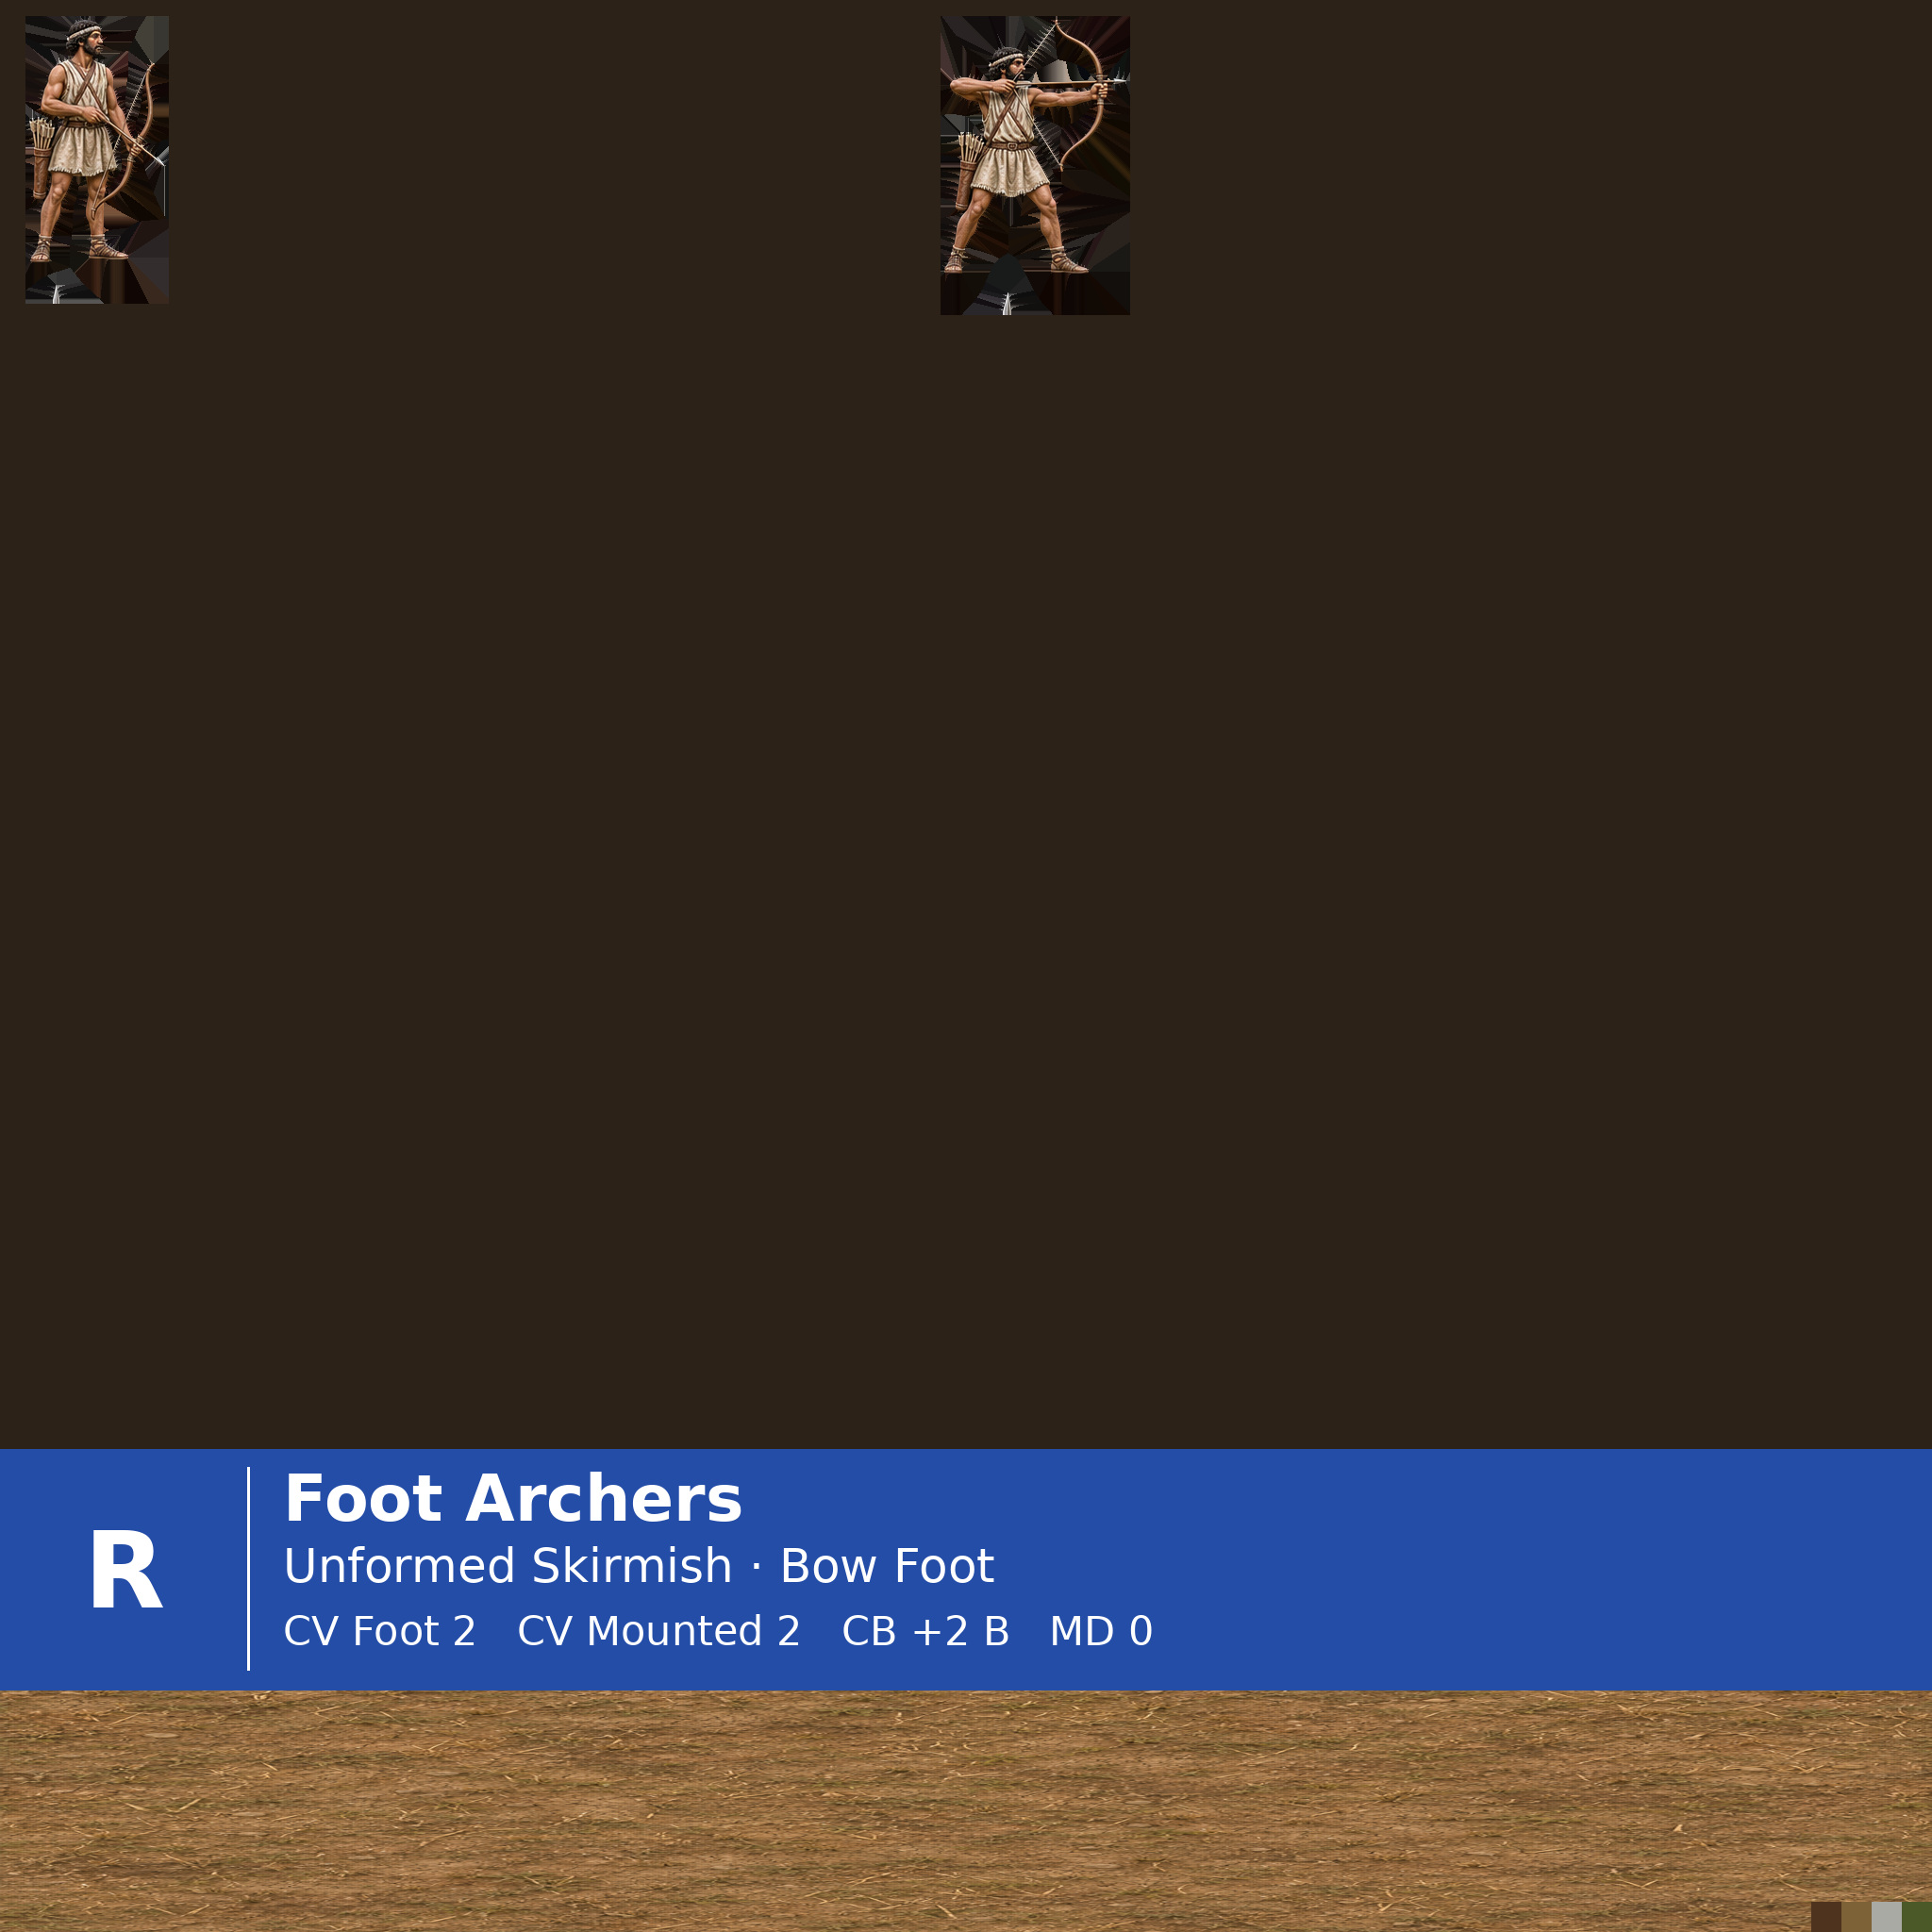 R
Foot Archers
Unformed Skirmish · Bow Foot
CV Foot 2 CV Mounted 2 CB +2 B MD 0